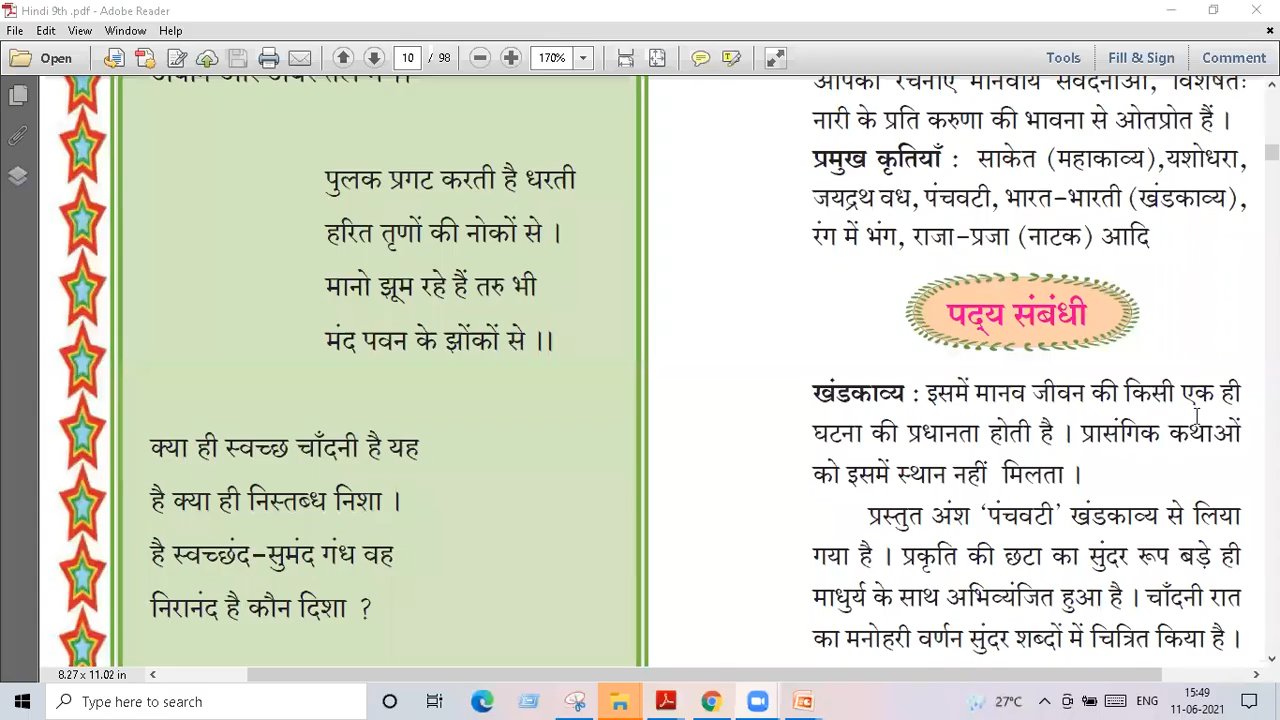 Hindi 9th .pdf - Adobe Reader
File Edit View Window Help
Open 10 / 98 170% Tools Fill & Sign Comment
पुलक प्रगट करती है धरती
हरित तृणों की नोकों से ।
मानो झूम रहे हैं तरु भी
मंद पवन के झोंकों से ।।
क्या ही स्वच्छ चाँदनी है यह
है क्या ही निस्तब्ध निशा ।
है स्वच्छंद-सुमंद गंध वह
निरानंद है कौन दिशा ?
आपकी रचनाएँ मानवीय संवेदनाओं, विशेषतः
नारी के प्रति करुणा की भावना से ओतप्रोत हैं ।
प्रमुख कृतियाँ : साकेत (महाकाव्य),यशोधरा,
जयद्रथ वध, पंचवटी, भारत-भारती (खंडकाव्य),
रंग में भंग, राजा-प्रजा (नाटक) आदि
पद्य संबंधी
खंडकाव्य : इसमें मानव जीवन की किसी एक ही
घटना की प्रधानता होती है । प्रासंगिक कथाओं
को इसमें स्थान नहीं मिलता ।
प्रस्तुत अंश ‘पंचवटी’ खंडकाव्य से लिया
गया है । प्रकृति की छटा का सुंदर रूप बड़े ही
माधुर्य के साथ अभिव्यंजित हुआ है । चाँदनी रात
का मनोहरी वर्णन सुंदर शब्दों में चित्रित किया है ।
8.27 x 11.02 in
Type here to search
27°C ENG 15:49
11-06-2021